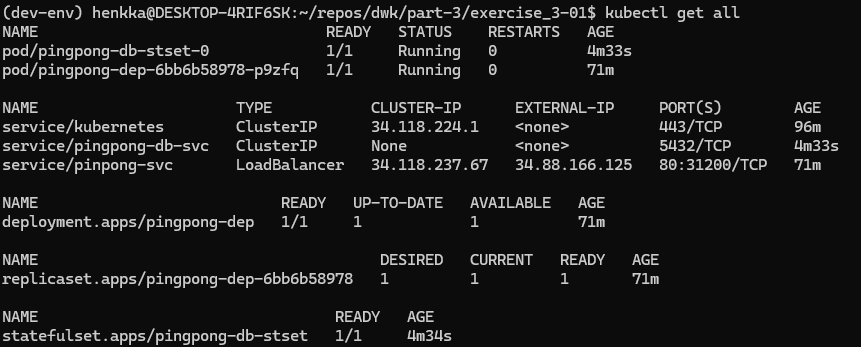 (dev-env) henkka@DESKTOP-4RIF6SK:~/repos/dwk/part-3/exercise_3-01$ kubectl get all
NAME READY STATUS RESTARTS AGE
pod/pingpong-db-stset-0 1/1 Running 0 4m33s
pod/pingpong-dep-6bb6b58978-p9zfq 1/1 Running 0 71m
NAME TYPE CLUSTER-IP EXTERNAL-IP PORT(S) AGE
service/kubernetes ClusterIP 34.118.224.1 <none> 443/TCP 96m
service/pingpong-db-svc ClusterIP None <none> 5432/TCP 4m33s
service/pinpong-svc LoadBalancer 34.118.237.67 34.88.166.125 80:31200/TCP 71m
NAME READY UP-TO-DATE AVAILABLE AGE
deployment.apps/pingpong-dep 1/1 1 1 71m
NAME DESIRED CURRENT READY AGE
replicaset.apps/pingpong-dep-6bb6b58978 1 1 1 71m
NAME READY AGE
statefulset.apps/pingpong-db-stset 1/1 4m34s